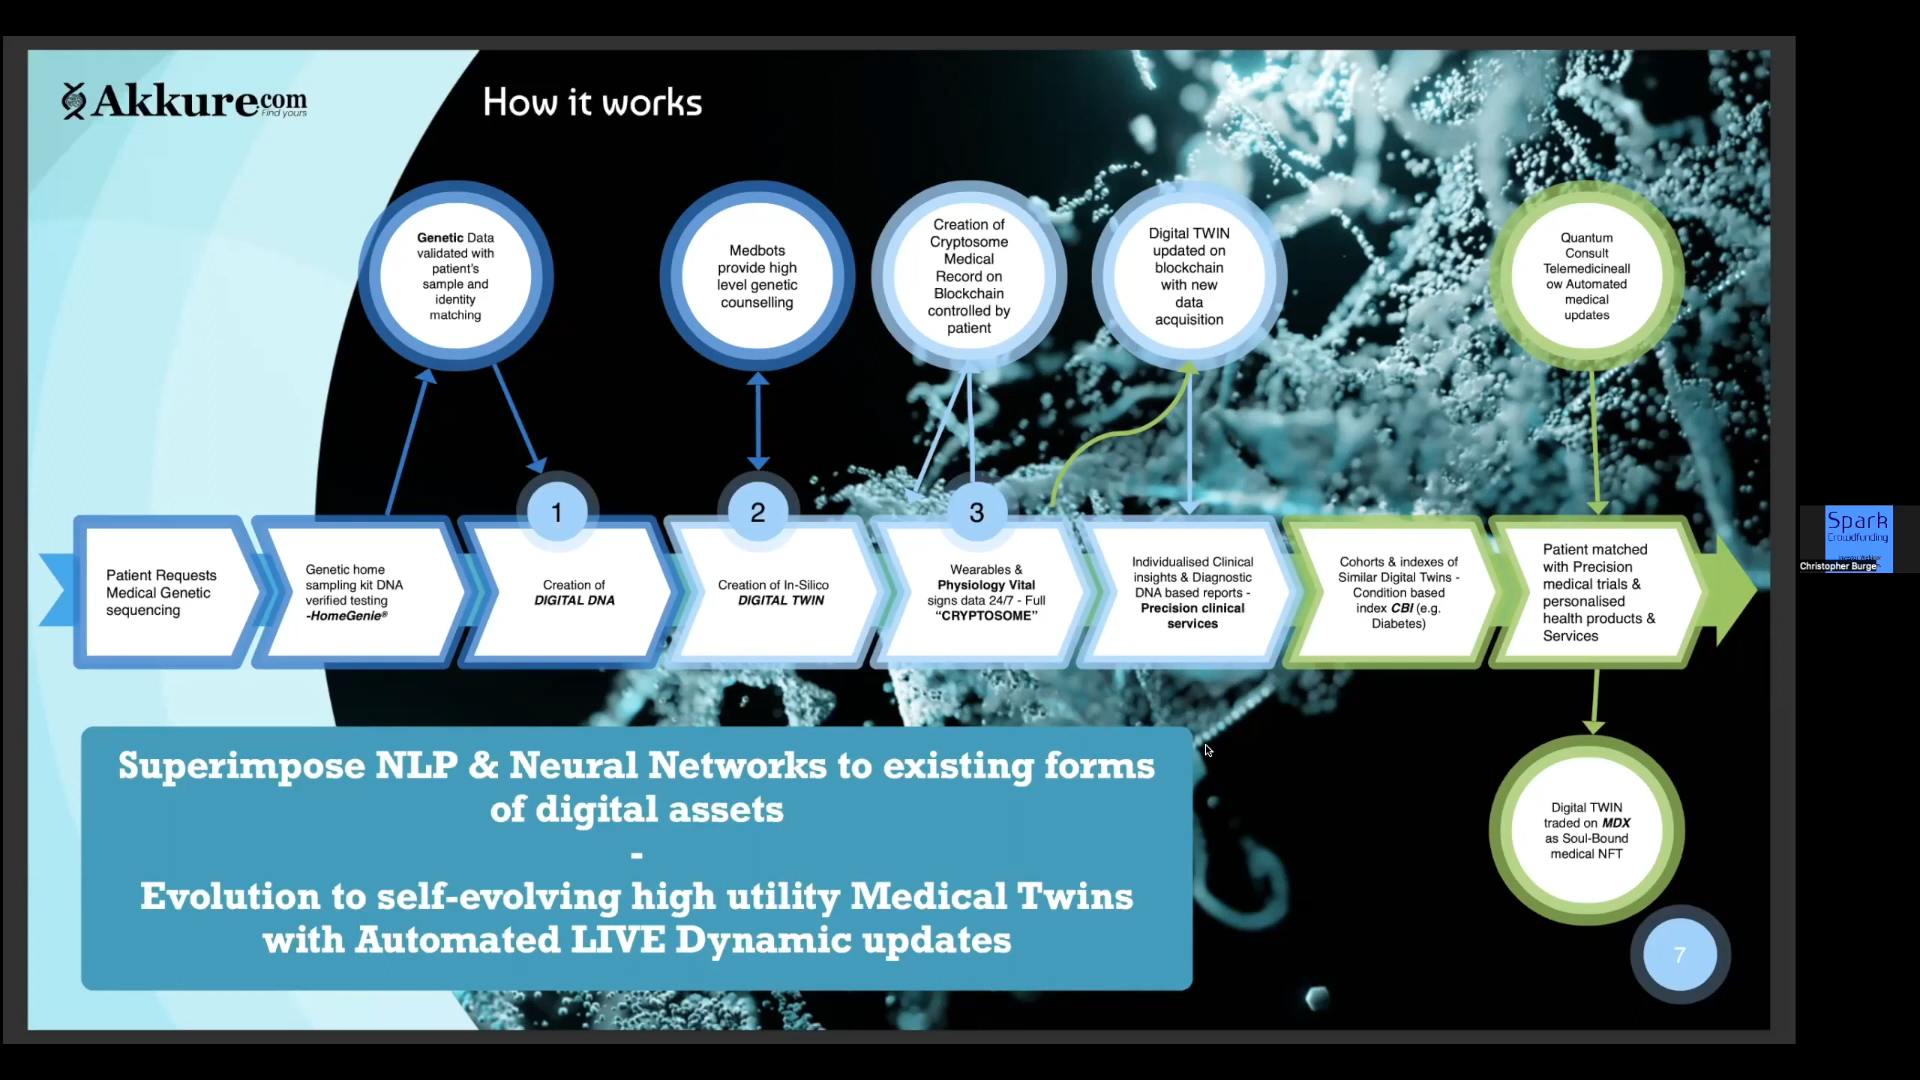 Akkure.com
Find yours
How it works
Genetic Data
validated with
patient's
sample and
identity
matching
Medbots
provide high
level genetic
counselling
Creation of
Cryptosome
Medical
Record on
Blockchain
controlled by
patient
Digital TWIN
updated on
blockchain
with new
data
acquisition
Quantum
Consult
Telemedicineall
ow Automated
medical
updates
1
2
3
Patient Requests
Medical Genetic
sequencing
Genetic home
sampling kit DNA
verified testing
-HomeGenie®
Creation of
DIGITAL DNA
Creation of In-Silico
DIGITAL TWIN
Wearables &
Physiology Vital
signs data 24/7 - Full
"CRYPTOSOME"
Individualised Clinical
insights & Diagnostic
DNA based reports -
Precision clinical
services
Cohorts & indexes of
Similar Digital Twins -
Condition based
index CBI (e.g.
Diabetes)
Patient matched
with Precision
medical trials &
personalised
health products &
Services
Superimpose NLP & Neural Networks to existing forms
of digital assets
-
Evolution to self-evolving high utility Medical Twins
with Automated LIVE Dynamic updates
Digital TWIN
traded on MDX
as Soul-Bound
medical NFT
7
Spark
Crowdfunding
Christopher Burge